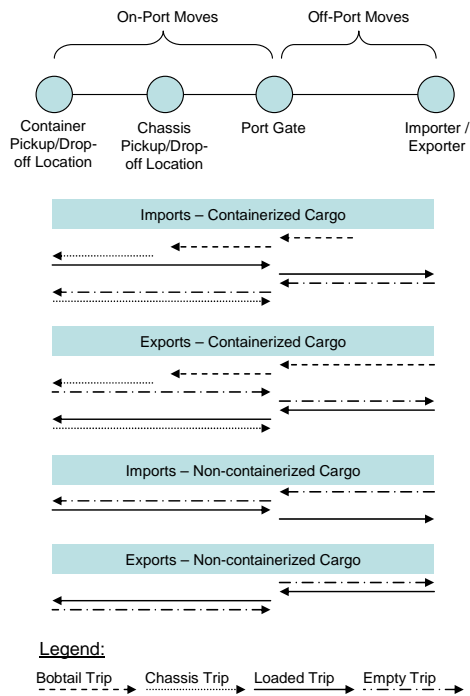 On-Port Moves
Off-Port Moves
Container
Pickup/Drop-
off Location
Chassis
Pickup/Drop-
off Location
Port Gate
Importer /
Exporter
Imports – Containerized Cargo
Exports – Containerized Cargo
Imports – Non-containerized Cargo
Exports – Non-containerized Cargo
Legend:
Bobtail Trip
Chassis Trip
Loaded Trip
Empty Trip